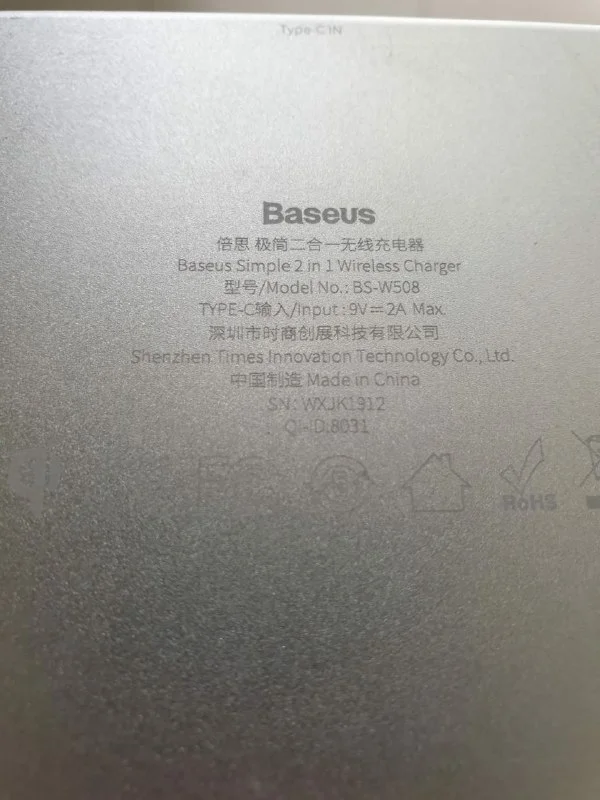 Type-C IN
Baseus
倍思 极简二合一无线充电器
Baseus Simple 2 in 1 Wireless Charger
型号/Model No.: BS-W508
TYPE-C输入/Input: 9V⎓2A Max.
深圳市时商创展科技有限公司
Shenzhen Times Innovation Technology Co., Ltd.
中国制造 Made in China
SN: WXJK1912
Qi-ID.8031
FC
RoHS